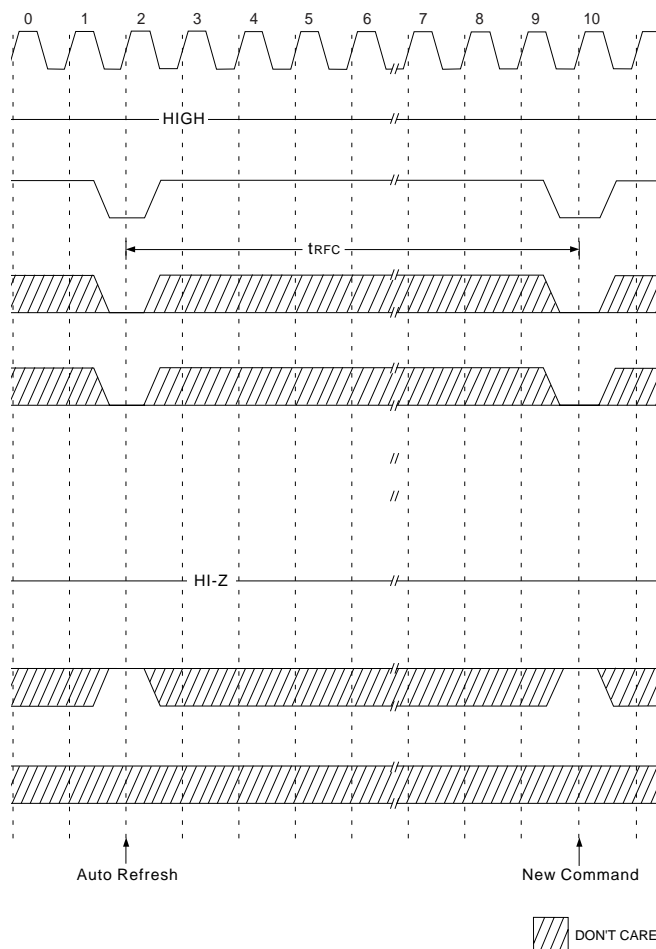 0 1 2 3 4 5 6 7 8 9 10
HIGH
tRFC
HI-Z
Auto Refresh New Command
DON'T CARE